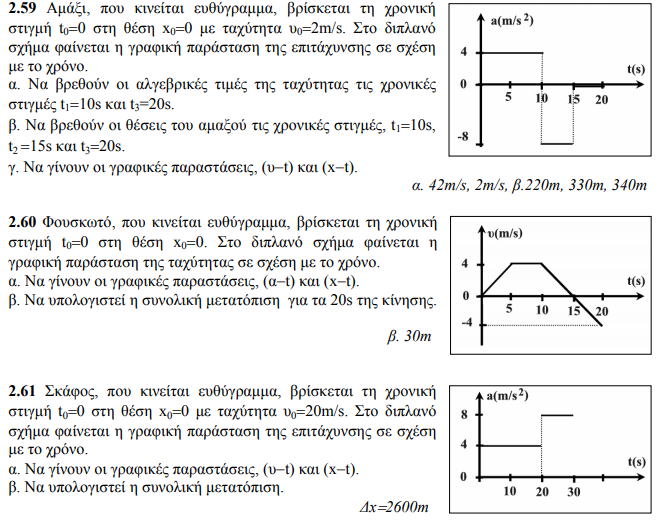 2.59 Αμάξι, που κινείται ευθύγραμμα, βρίσκεται τη χρονική
στιγμή t₀=0 στη θέση x₀=0 με ταχύτητα υ₀=2m/s. Στο διπλανό
σχήμα φαίνεται η γραφική παράσταση της επιτάχυνσης σε σχέση
με το χρόνο.
α. Να βρεθούν οι αλγεβρικές τιμές της ταχύτητας τις χρονικές
στιγμές t₁=10s και t₃=20s.
β. Να βρεθούν οι θέσεις του αμαξού τις χρονικές στιγμές, t₁=10s,
t₂=15s και t₃=20s.
γ. Να γίνουν οι γραφικές παραστάσεις, (υ–t) και (x–t).
α. 42m/s, 2m/s, β.220m, 330m, 340m
a(m/s²)
4
t(s)
0
5 10 15 20
-8
2.60 Φουσκωτό, που κινείται ευθύγραμμα, βρίσκεται τη χρονική
στιγμή t₀=0 στη θέση x₀=0. Στο διπλανό σχήμα φαίνεται η
γραφική παράσταση της ταχύτητας σε σχέση με το χρόνο.
α. Να γίνουν οι γραφικές παραστάσεις, (α–t) και (x–t).
β. Να υπολογιστεί η συνολική μετατόπιση για τα 20s της κίνησης.
β. 30m
υ(m/s)
4
t(s)
0
5 10 15 20
-4
2.61 Σκάφος, που κινείται ευθύγραμμα, βρίσκεται τη χρονική
στιγμή t₀=0 στη θέση x₀=0 με ταχύτητα υ₀=20m/s. Στο διπλανό
σχήμα φαίνεται η γραφική παράσταση της επιτάχυνσης σε σχέση
με το χρόνο.
α. Να γίνουν οι γραφικές παραστάσεις, (υ–t) και (x–t).
β. Να υπολογιστεί η συνολική μετατόπιση.
Δx=2600m
a(m/s²)
8
4
t(s)
0
10 20 30